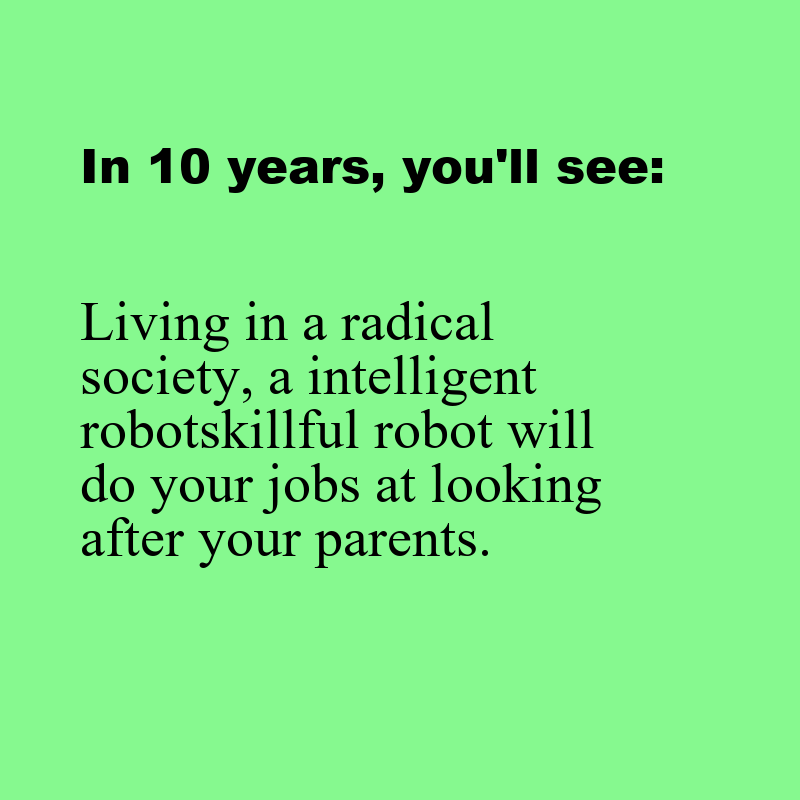 In 10 years, you'll see:
Living in a radical
society, a intelligent
robotskillful robot will
do your jobs at looking
after your parents.